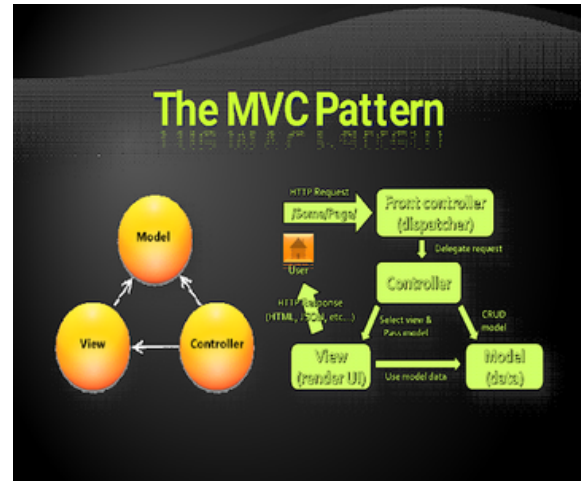 The MVC Pattern
Model
View
Controller
HTTP Request
/Some/Page/
User
HTTP Response
(HTML, JSON, etc...)
Front controller
(dispatcher)
Delegate request
Controller
Select view &
Pass model
CRUD
model
View
(render UI)
Use model data
Model
(data)